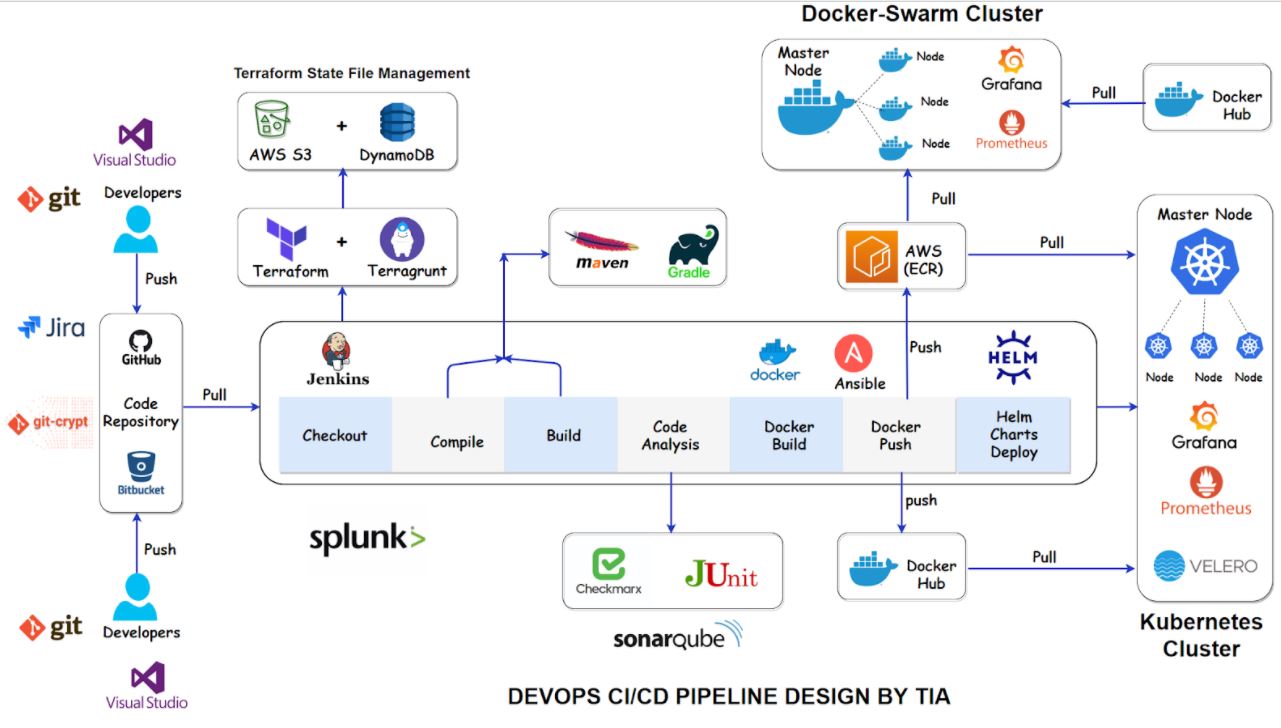 Docker-Swarm Cluster
Terraform State File Management
AWS S3
+
DynamoDB
Master
Node
Node
Node
Node
Grafana
Prometheus
Pull
Docker
Hub
Visual Studio
git
Developers
Push
Terraform
+
Terragrunt
maven
Gradle
Pull
AWS
(ECR)
Pull
Master Node
Node
Node
Node
Grafana
Prometheus
VELERO
Kubernetes
Cluster
Jira
GitHub
Code
Repository
git-crypt
Bitbucket
Pull
Jenkins
docker
Ansible
Push
HELM
Checkout
Compile
Build
Code
Analysis
Docker
Build
Docker
Push
Helm
Charts
Deploy
splunk>
push
Push
Checkmarx
JUnit
Docker
Hub
Pull
git
Developers
sonarqube
Visual Studio
DEVOPS CI/CD PIPELINE DESIGN BY TIA